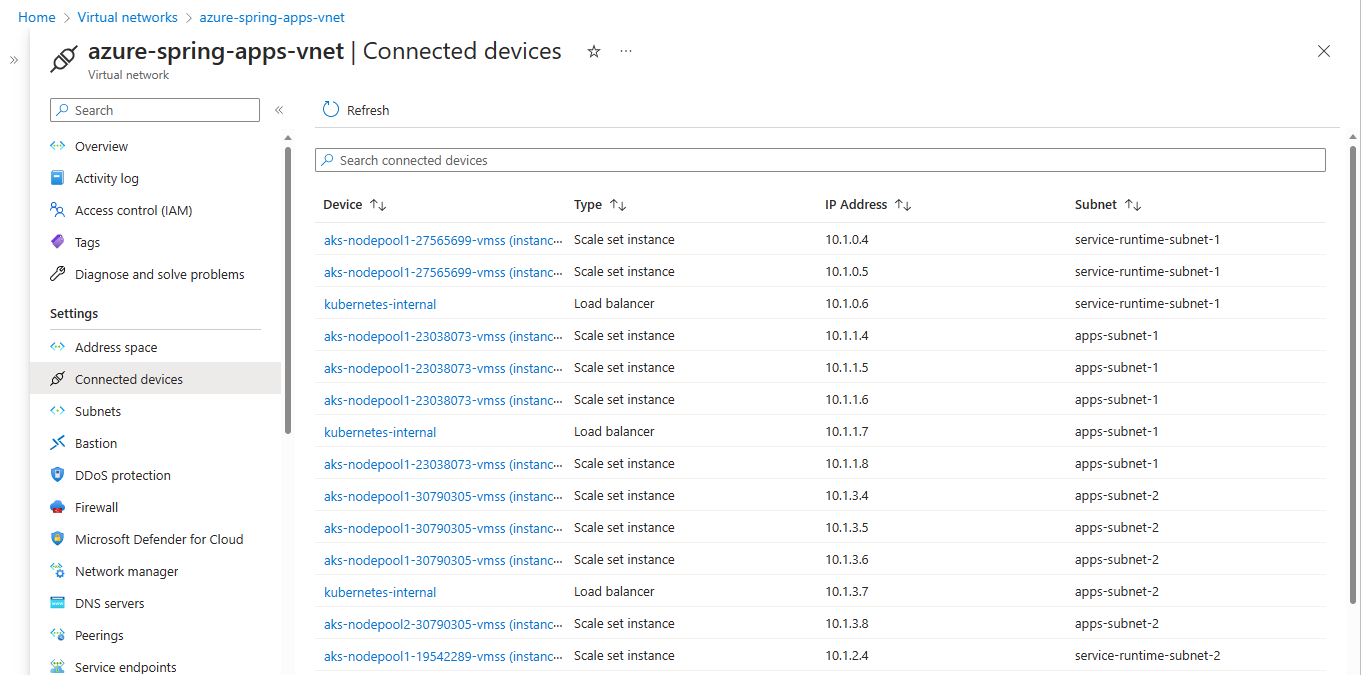 Home > Virtual networks > azure-spring-apps-vnet
azure-spring-apps-vnet | Connected devices
Virtual network
Search
Overview
Activity log
Access control (IAM)
Tags
Diagnose and solve problems
Settings
Address space
Connected devices
Subnets
Bastion
DDoS protection
Firewall
Microsoft Defender for Cloud
Network manager
DNS servers
Peerings
Service endpoints
Refresh
Search connected devices
Device Type IP Address Subnet
aks-nodepool1-27565699-vmss (instanc... Scale set instance 10.1.0.4 service-runtime-subnet-1
aks-nodepool1-27565699-vmss (instanc... Scale set instance 10.1.0.5 service-runtime-subnet-1
kubernetes-internal Load balancer 10.1.0.6 service-runtime-subnet-1
aks-nodepool1-23038073-vmss (instanc... Scale set instance 10.1.1.4 apps-subnet-1
aks-nodepool1-23038073-vmss (instanc... Scale set instance 10.1.1.5 apps-subnet-1
aks-nodepool1-23038073-vmss (instanc... Scale set instance 10.1.1.6 apps-subnet-1
kubernetes-internal Load balancer 10.1.1.7 apps-subnet-1
aks-nodepool1-23038073-vmss (instanc... Scale set instance 10.1.1.8 apps-subnet-1
aks-nodepool1-30790305-vmss (instanc... Scale set instance 10.1.3.4 apps-subnet-2
aks-nodepool1-30790305-vmss (instanc... Scale set instance 10.1.3.5 apps-subnet-2
aks-nodepool1-30790305-vmss (instanc... Scale set instance 10.1.3.6 apps-subnet-2
kubernetes-internal Load balancer 10.1.3.7 apps-subnet-2
aks-nodepool2-30790305-vmss (instanc... Scale set instance 10.1.3.8 apps-subnet-2
aks-nodepool1-19542289-vmss (instanc... Scale set instance 10.1.2.4 service-runtime-subnet-2